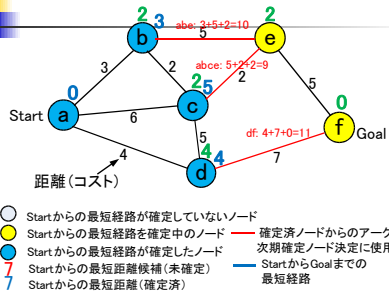 2 3 abe: 3+5+2=10 2
b 5 e
3 2 abce: 5+2+2=9
0 2 5 2 5
Start a 6 c 0
5 f Goal
4 4 4 df: 4+7+0=11
d 7
距離(コスト)
Startからの最短経路が確定していないノード
Startからの最短経路を確定中のノード
確定済ノードからのアーク
Startからの最短経路が確定したノード
次期確定ノード決定に使用
7 Startからの最短距離候補(未確定)
StartからGoalまでの
7 Startからの最短距離(確定済)
最短経路